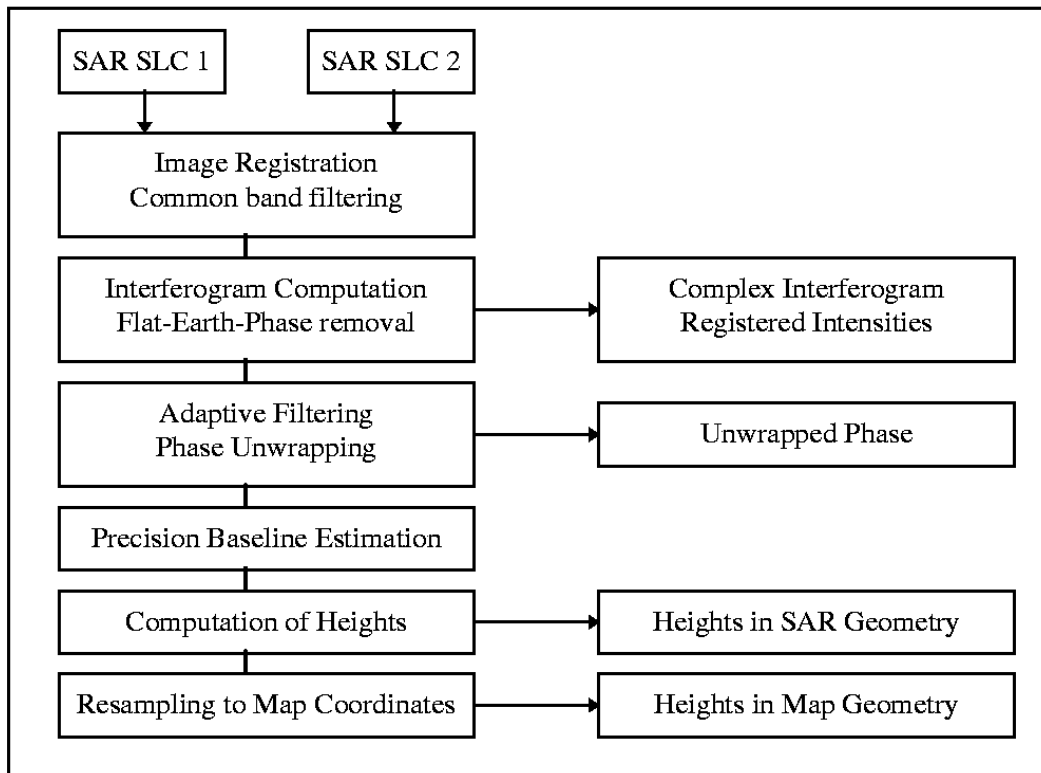 SAR SLC 1
SAR SLC 2
Image Registration
Common band filtering
Interferogram Computation
Flat-Earth-Phase removal
Complex Interferogram
Registered Intensities
Adaptive Filtering
Phase Unwrapping
Unwrapped Phase
Precision Baseline Estimation
Computation of Heights
Heights in SAR Geometry
Resampling to Map Coordinates
Heights in Map Geometry